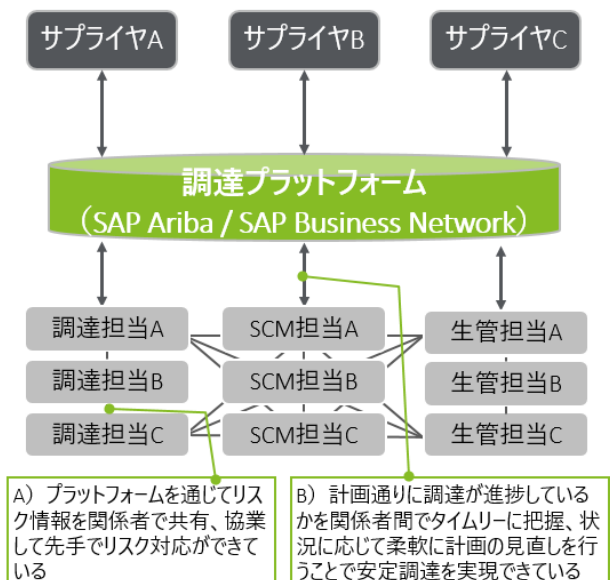 サプライヤA
サプライヤB
サプライヤC
調達プラットフォーム
（SAP Ariba / SAP Business Network）
調達担当A
SCM担当A
生管担当A
調達担当B
SCM担当B
生管担当B
調達担当C
SCM担当C
生管担当C
A）プラットフォームを通じてリス
ク情報を関係者で共有、協業
して先手でリスク対応ができて
いる
B）計画通りに調達が進捗している
かを関係者間でタイムリーに把握、状
況に応じて柔軟に計画の見直しを行
うことで安定調達を実現できている